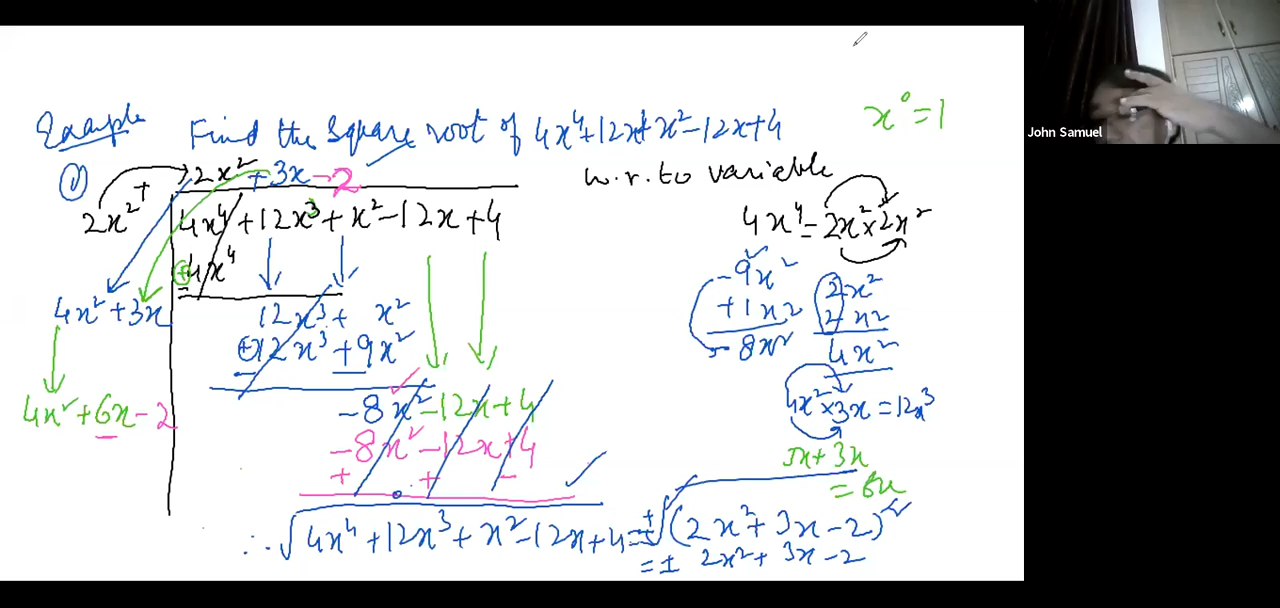 x⁰ = 1
Example Find the square root of 4x⁴+12x³+x²-12x+4
John Samuel
① 2x² + 3x - 2
w.r.to variable
2x² + 4x⁴ + 12x³ + x² - 12x + 4
4x⁴ = 2x² × 2x²
4x⁴
-9x² 2x²
4x² + 3x 12x³ + x²
+1x² 2x²
12x³ + 9x²
-8x² 4x²
4x² + 6x - 2 -8x² - 12x + 4
4x² × 3x = 12x³
-8x² - 12x + 4
3x + 3x
+ + -
= 6x
∴ √4x⁴ + 12x³ + x² - 12x + 4 = ± √(2x² + 3x - 2)²
= ± 2x² + 3x - 2